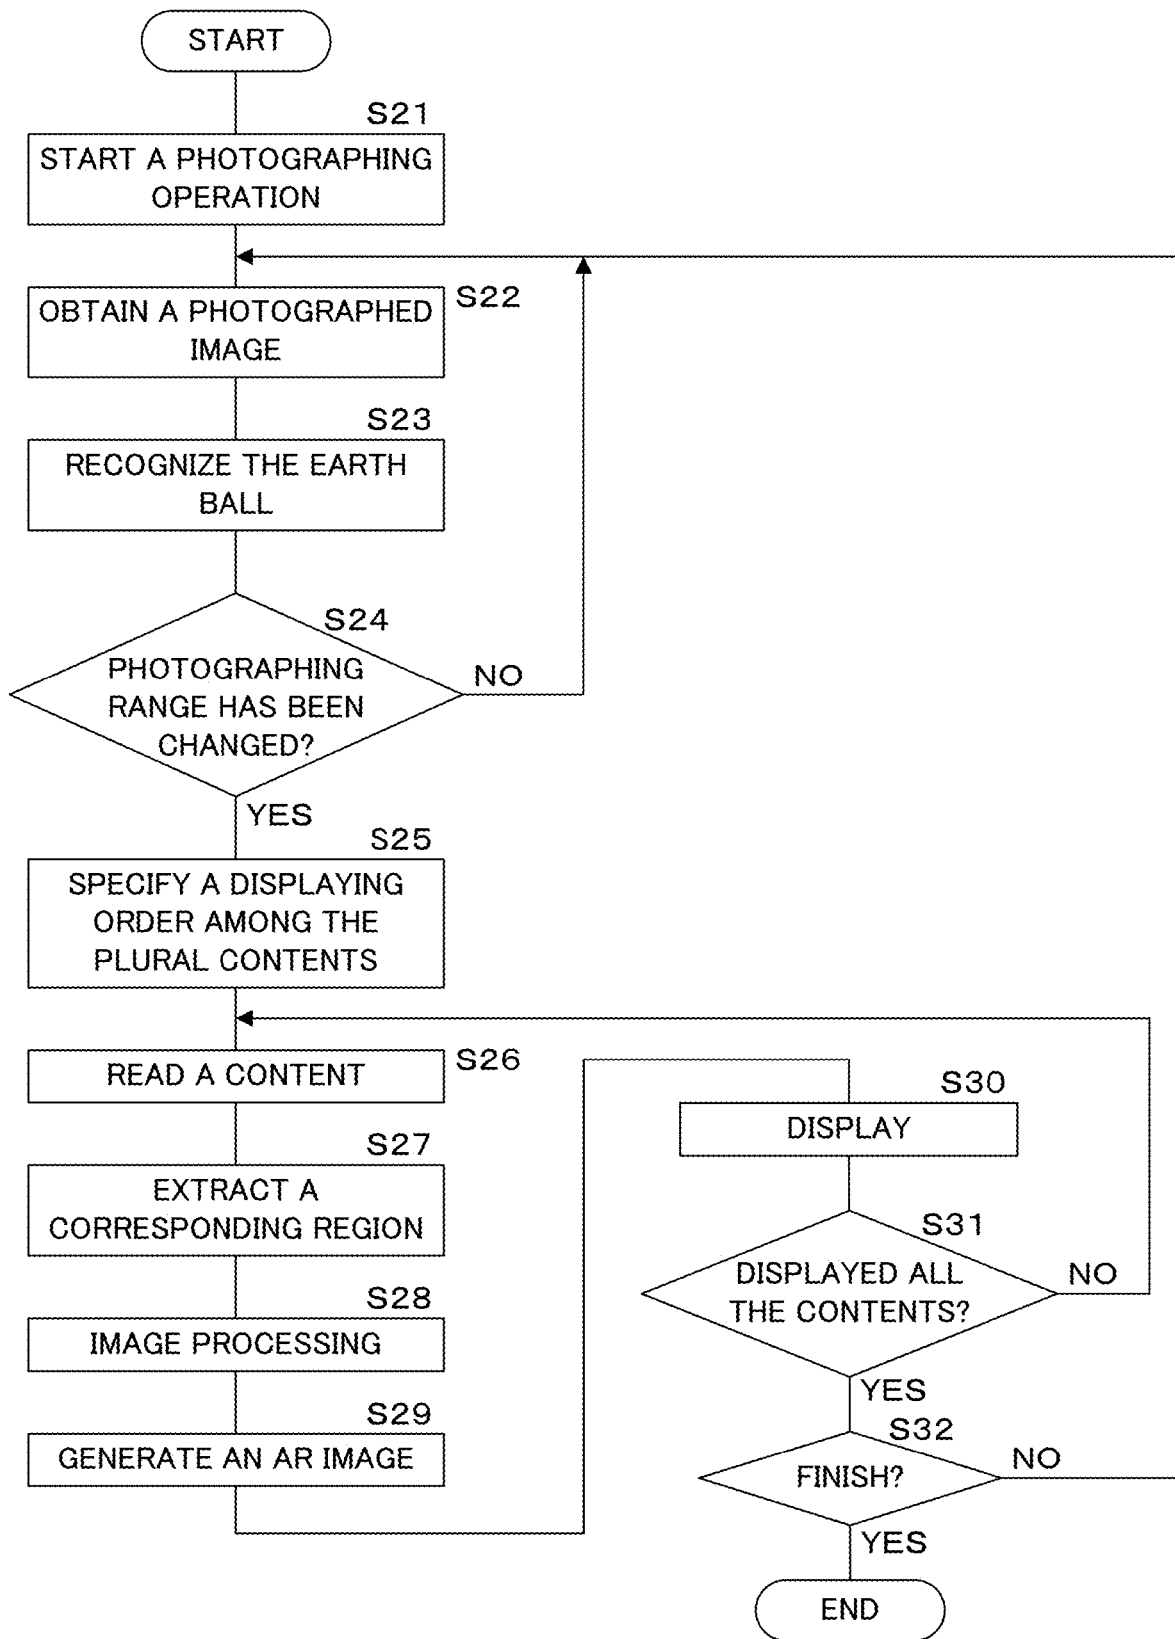 START
S21
START A PHOTOGRAPHING
OPERATION
S22
OBTAIN A PHOTOGRAPHED
IMAGE
S23
RECOGNIZE THE EARTH
BALL
S24
PHOTOGRAPHING
RANGE HAS BEEN
CHANGED?
NO
YES
S25
SPECIFY A DISPLAYING
ORDER AMONG THE
PLURAL CONTENTS
S26
READ A CONTENT
S27
EXTRACT A
CORRESPONDING REGION
S28
IMAGE PROCESSING
S29
GENERATE AN AR IMAGE
S30
DISPLAY
S31
DISPLAYED ALL
THE CONTENTS?
NO
YES
S32
FINISH?
NO
YES
END